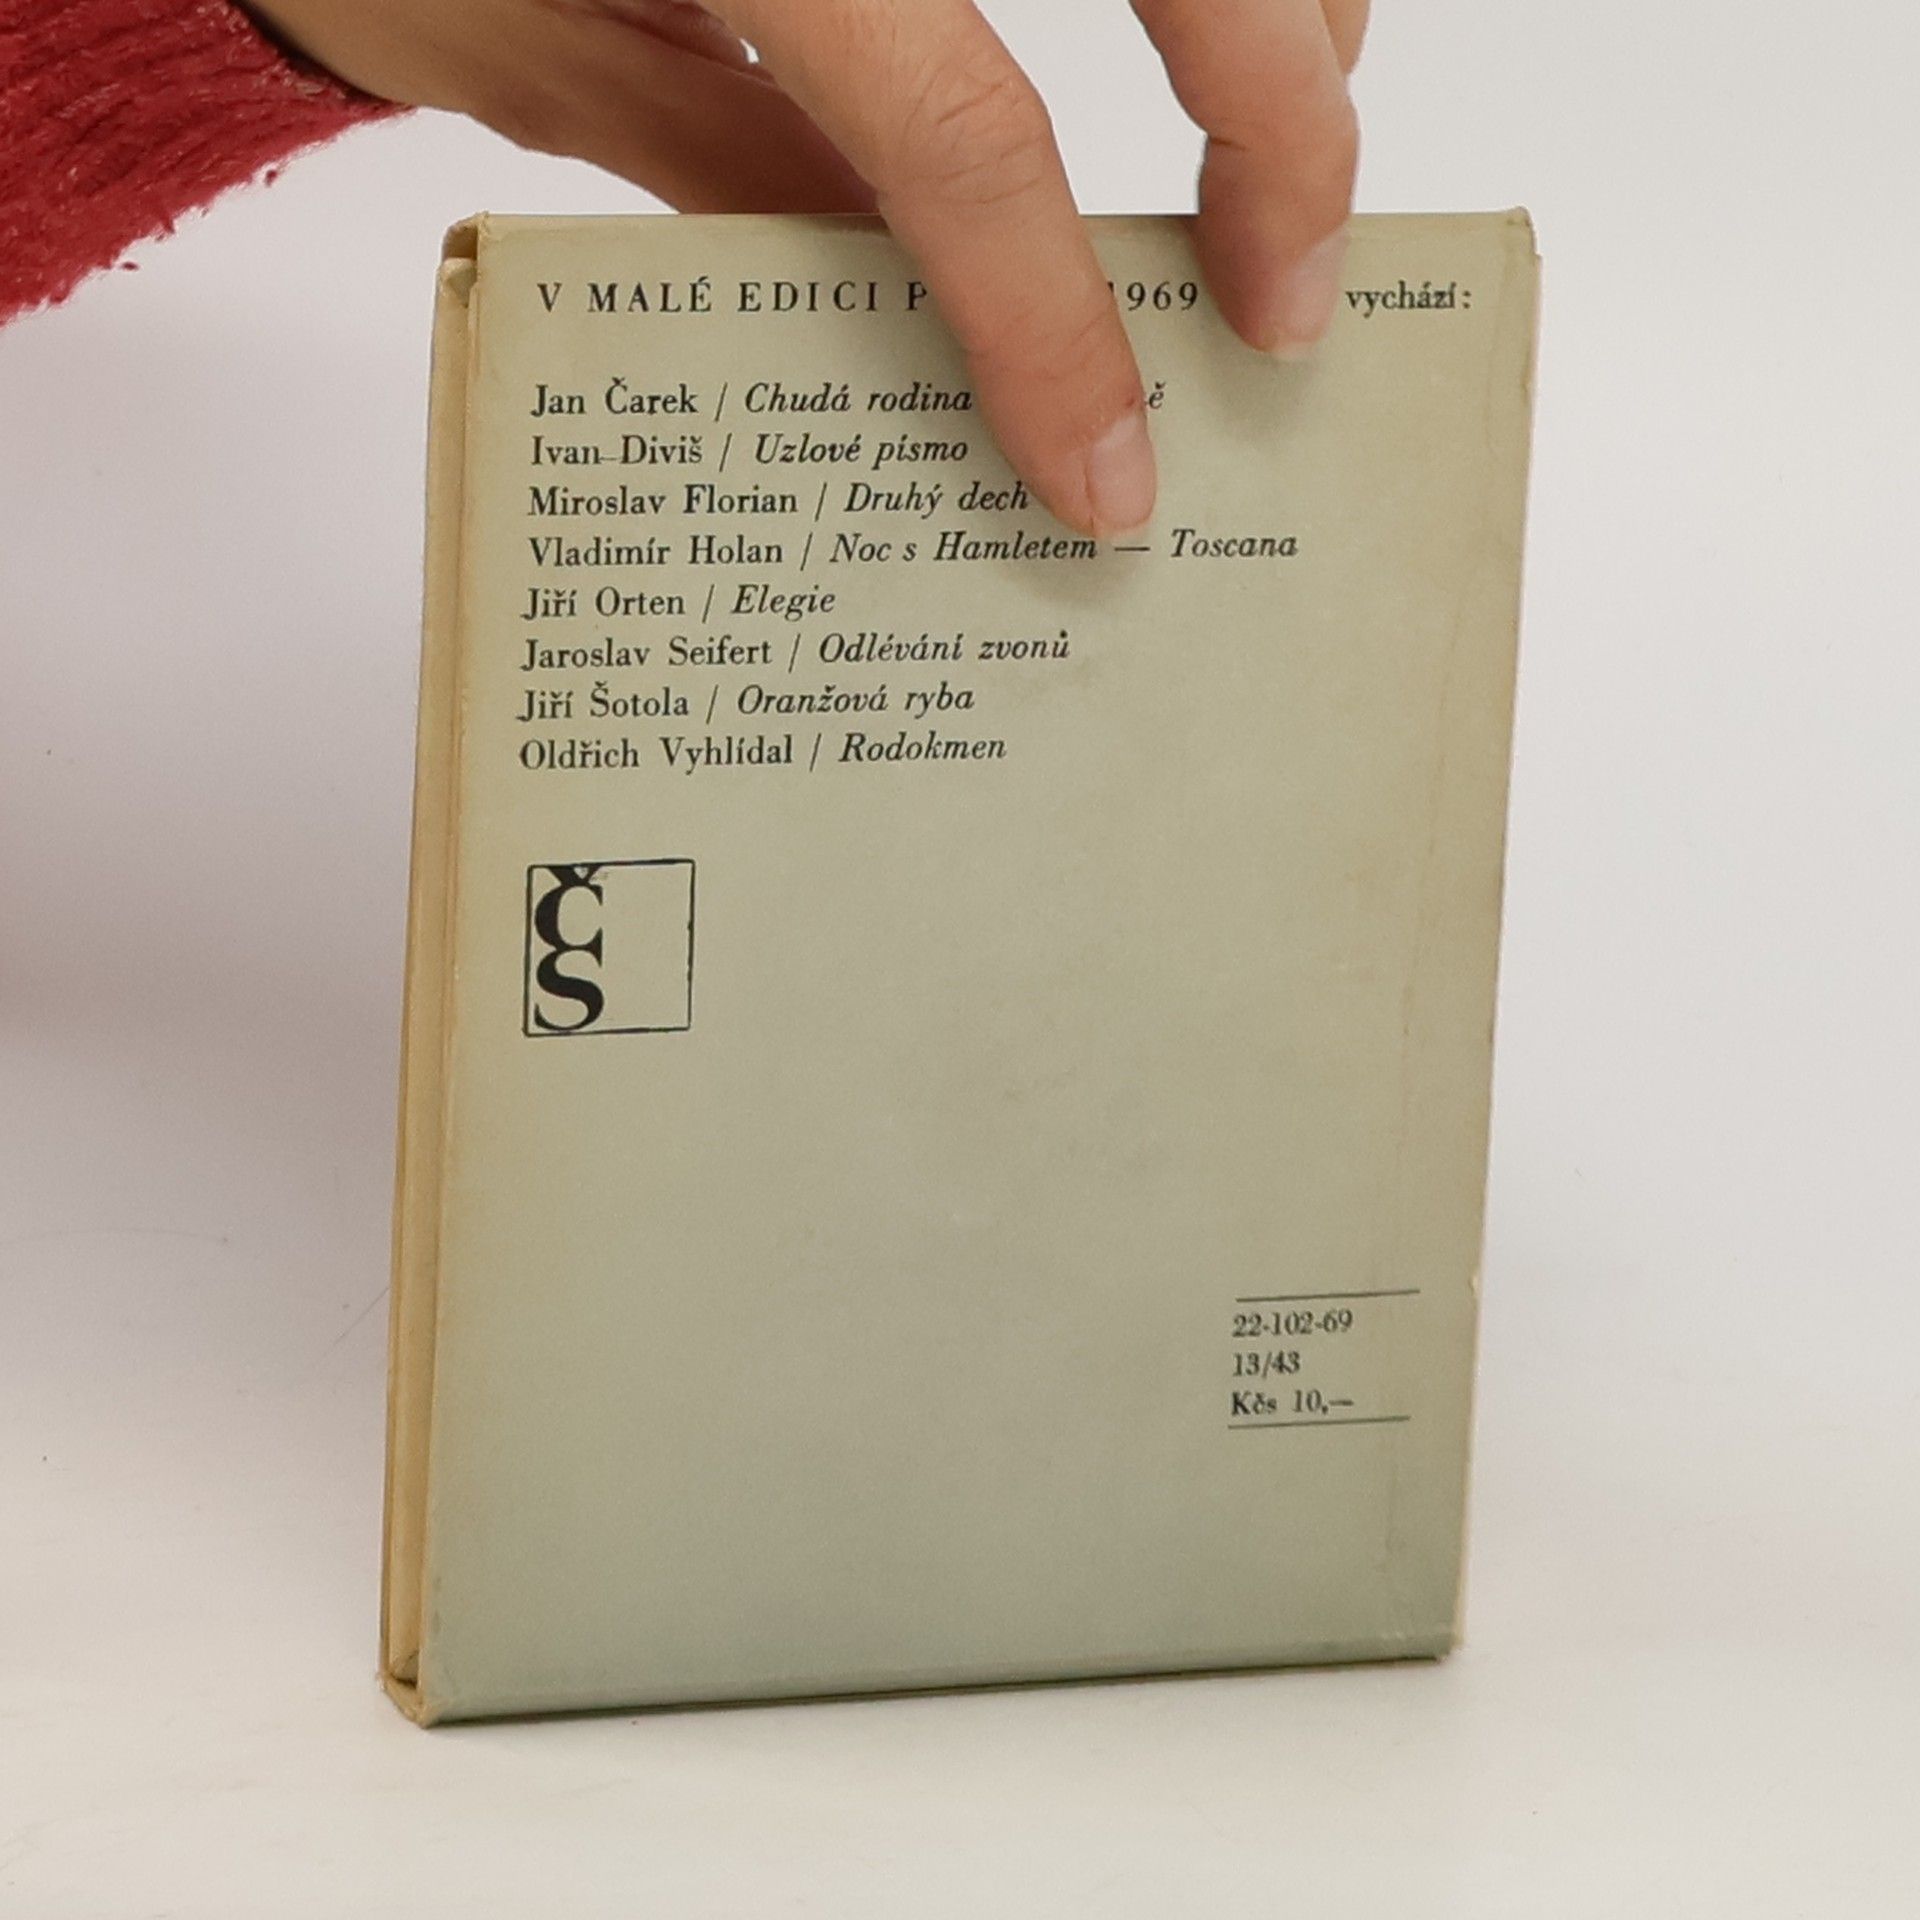 V MALÉ EDICI 1969 vychází:
Jan Čarek / Chudá rodina
Ivan Diviš / Uzlové písmo
Miroslav Florian / Druhý dech
Vladimír Holan / Noc s Hamletem — Toscana
Jiří Orten / Elegie
Jaroslav Seifert / Odlévání zvonů
Jiří Šotola / Oranžová ryba
Oldřich Vyhlídal / Rodokmen
Č
S
22-102-69
13/43
Kčs 10,—